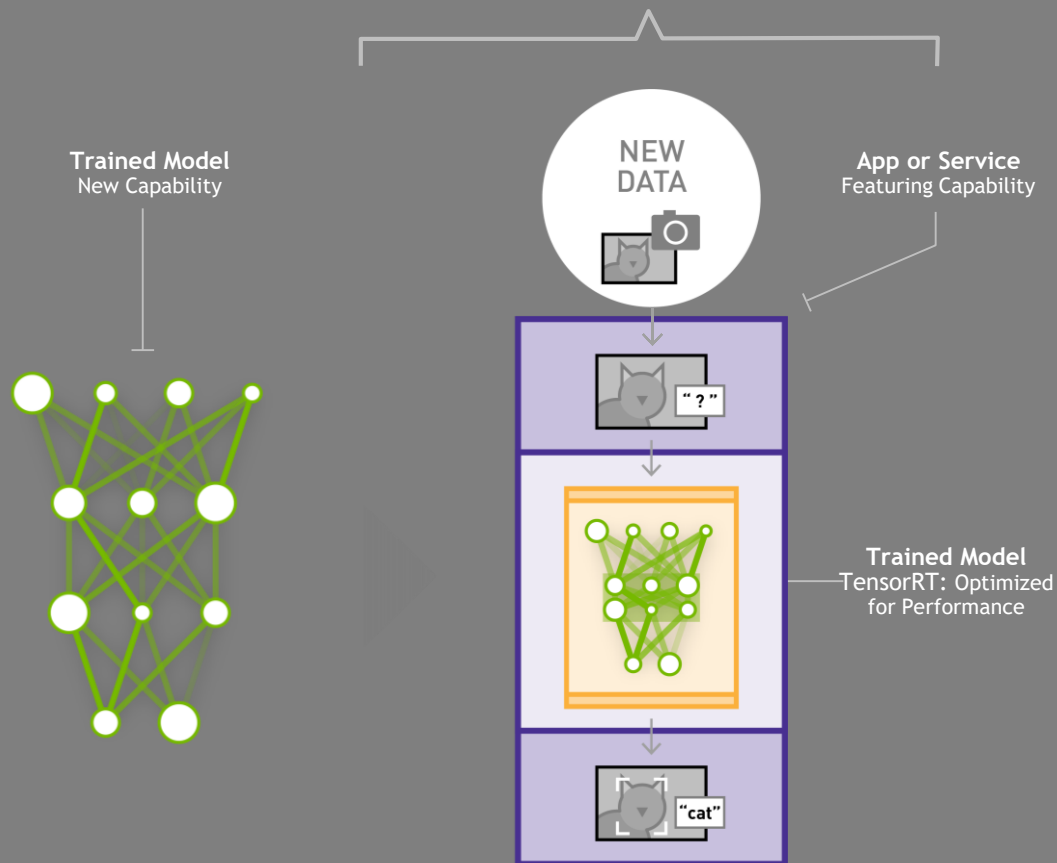 Trained Model
New Capability
NEW
DATA
App or Service
Featuring Capability
“ ? ”
Trained Model
TensorRT: Optimized
for Performance
“cat”